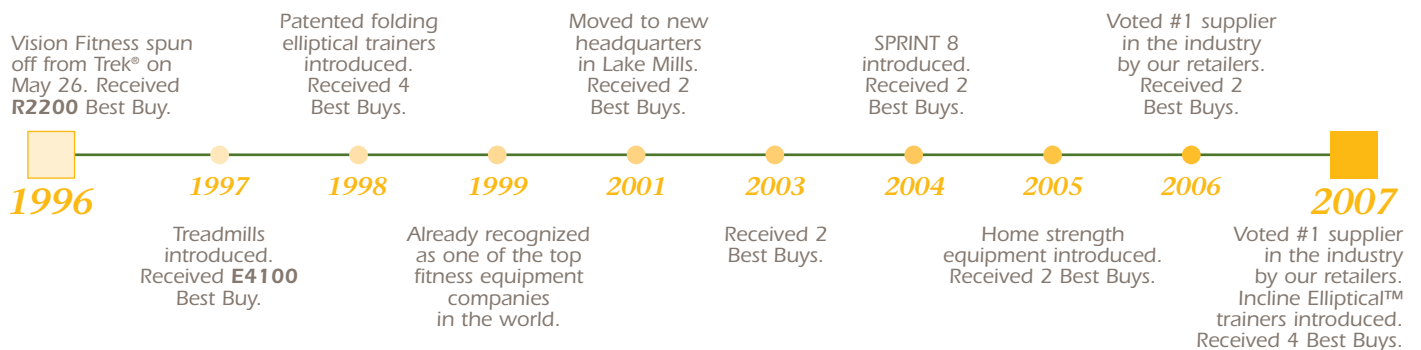 Vision Fitness spun
off from Trek® on
May 26. Received
R2200 Best Buy.
1996
1997
Treadmills
introduced.
Received E4100
Best Buy.
Patented folding
elliptical trainers
introduced.
Received 4
Best Buys.
1998
1999
Already recognized
as one of the top
fitness equipment
companies
in the world.
Moved to new
headquarters
in Lake Mills.
Received 2
Best Buys.
2001
2003
Received 2
Best Buys.
SPRINT 8
introduced.
Received 2
Best Buys.
2004
2005
Home strength
equipment introduced.
Received 2 Best Buys.
Voted #1 supplier
in the industry
by our retailers.
Received 2
Best Buys.
2006
2007
Voted #1 supplier
in the industry
by our retailers.
Incline Elliptical™
trainers introduced.
Received 4 Best Buys.